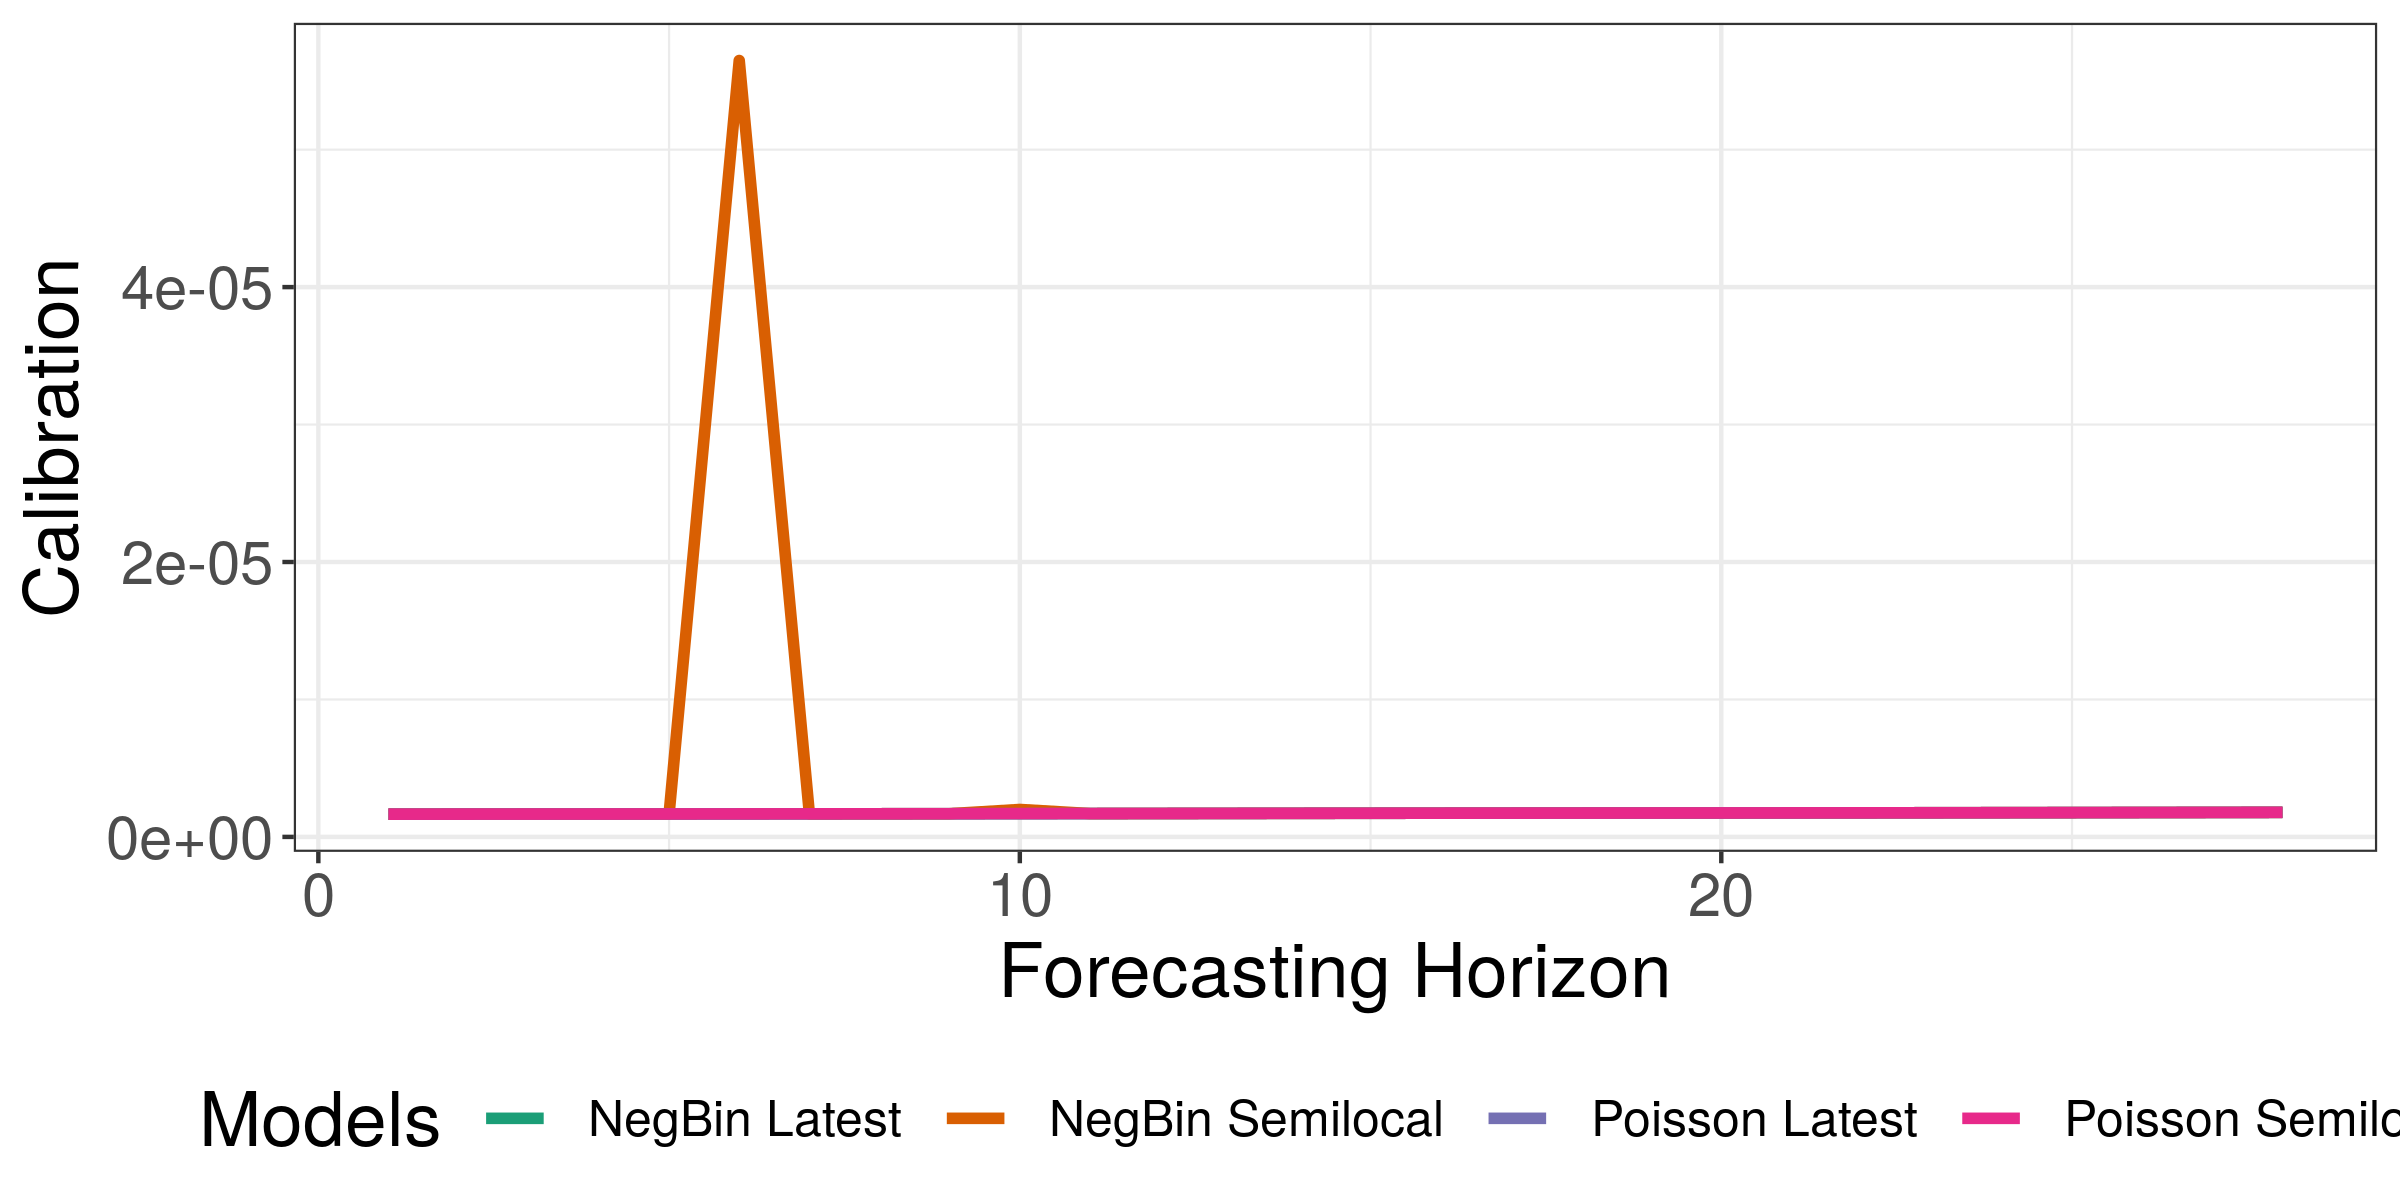 Calibration
4e-05
2e-05
0e+00
0 10 20
Forecasting Horizon
Models NegBin Latest NegBin Semilocal Poisson Latest Poisson